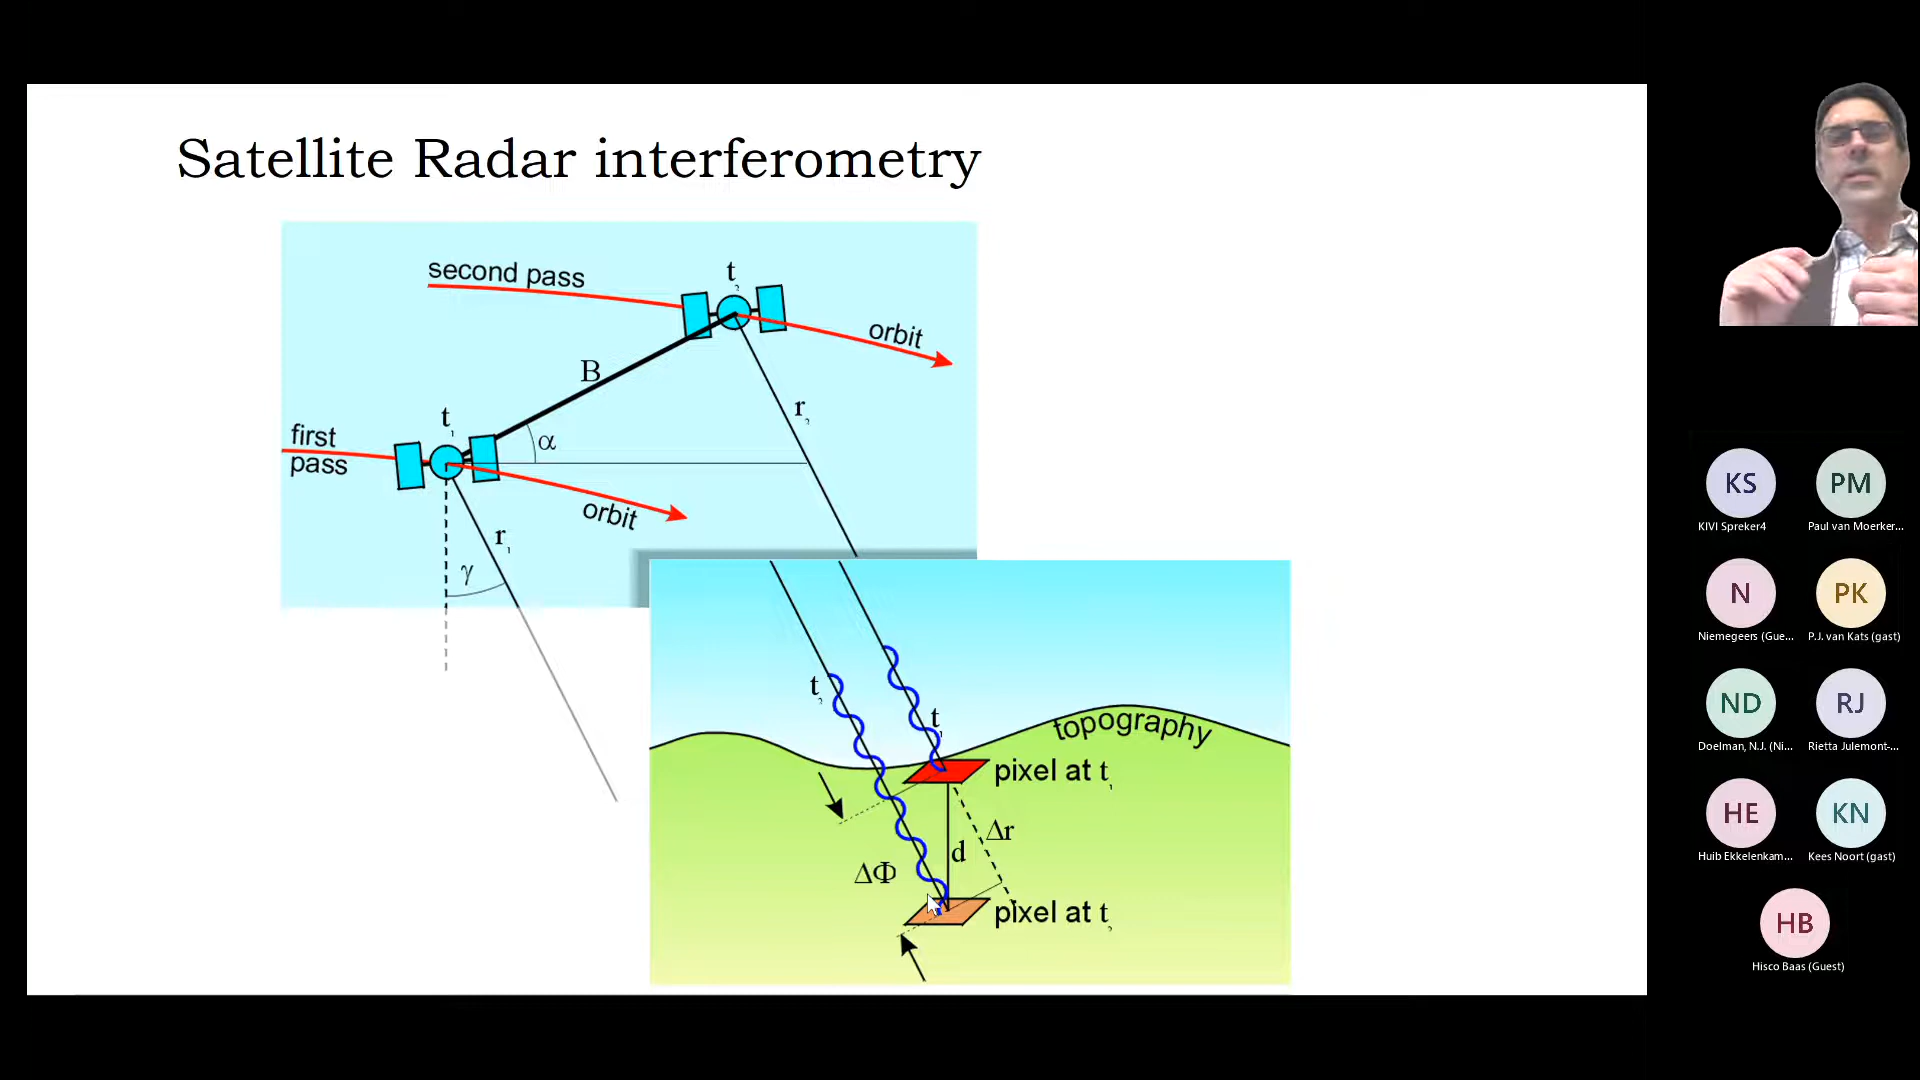 Satellite Radar interferometry
second pass
t₂
orbit
B
r₂
t₁
α
first
pass
orbit
r₁
γ
t₂
t₁
topography
pixel at t₁
Δr
d
ΔΦ
pixel at t₂
KS
KIVI Spreker4
PM
Paul van Moerker...
N
Niemegeers (Gue...
PK
P.J. van Kats (gast)
ND
Doelman, N.J. (Ni...
RJ
Rietta Julemont-...
HE
Huib Ekkelenkam...
KN
Kees Noort (gast)
HB
Hisco Baas (Guest)